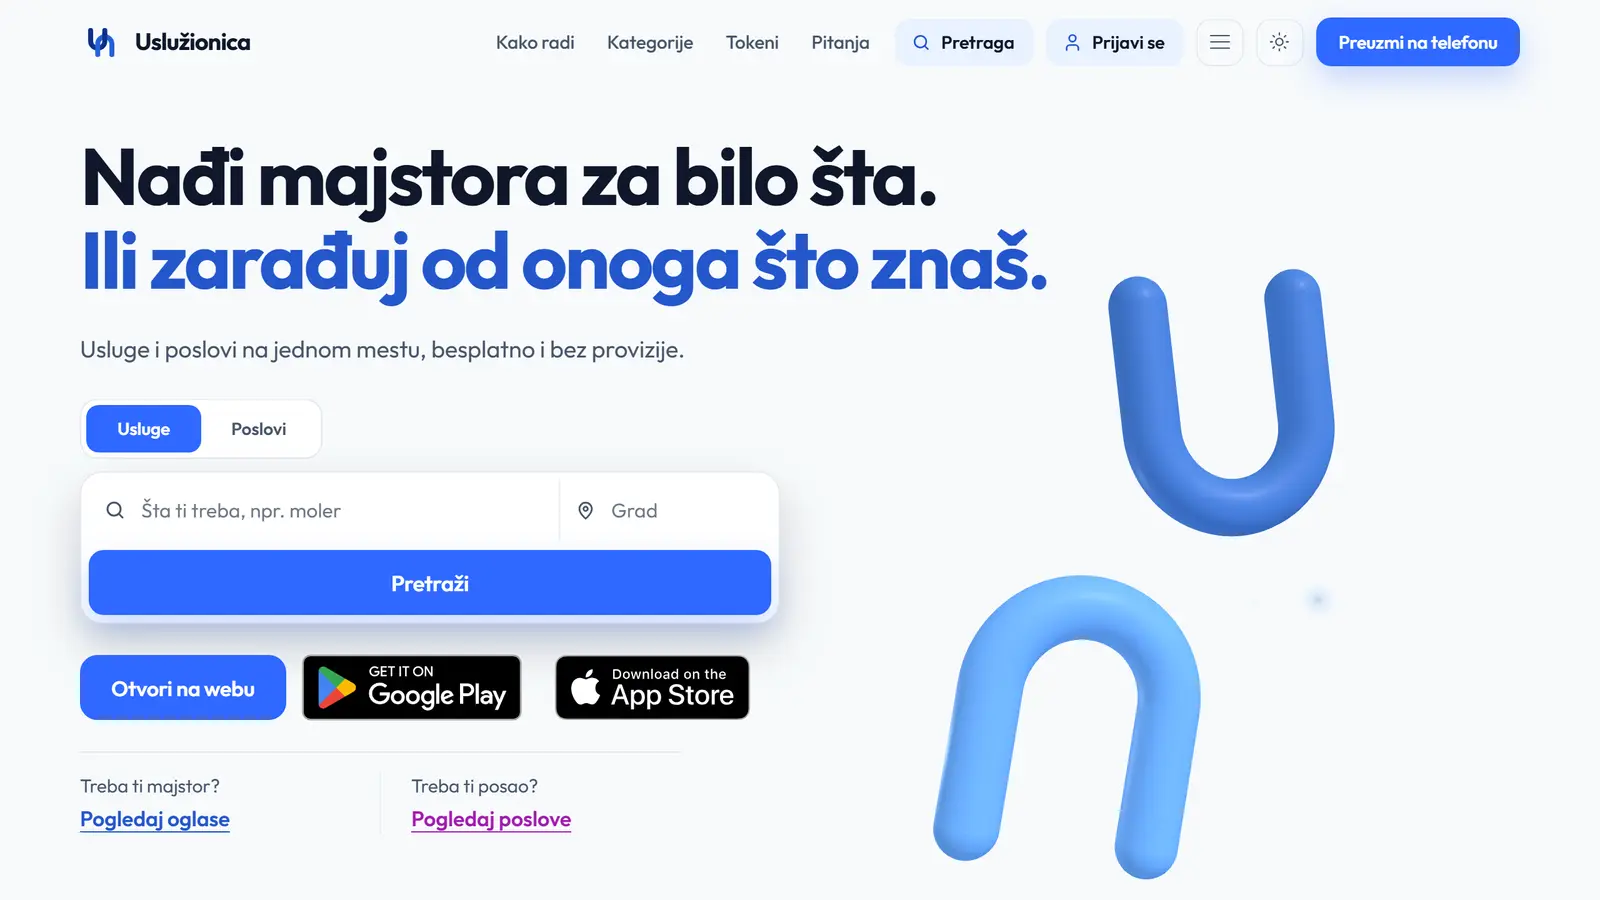 Uslužionica
Kako radi
Kategorije
Tokeni
Pitanja
Pretraga
Prijavi se
Preuzmi na telefonu
Nađi majstora za bilo šta.
Ili zarađuj od onoga što znaš.
Usluge i poslovi na jednom mestu, besplatno i bez provizije.
Usluge
Poslovi
Šta ti treba, npr. moler
Grad
Pretraži
Otvori na webu
GET IT ON
Google Play
Download on the
App Store
Treba ti majstor?
Pogledaj oglase
Treba ti posao?
Pogledaj poslove